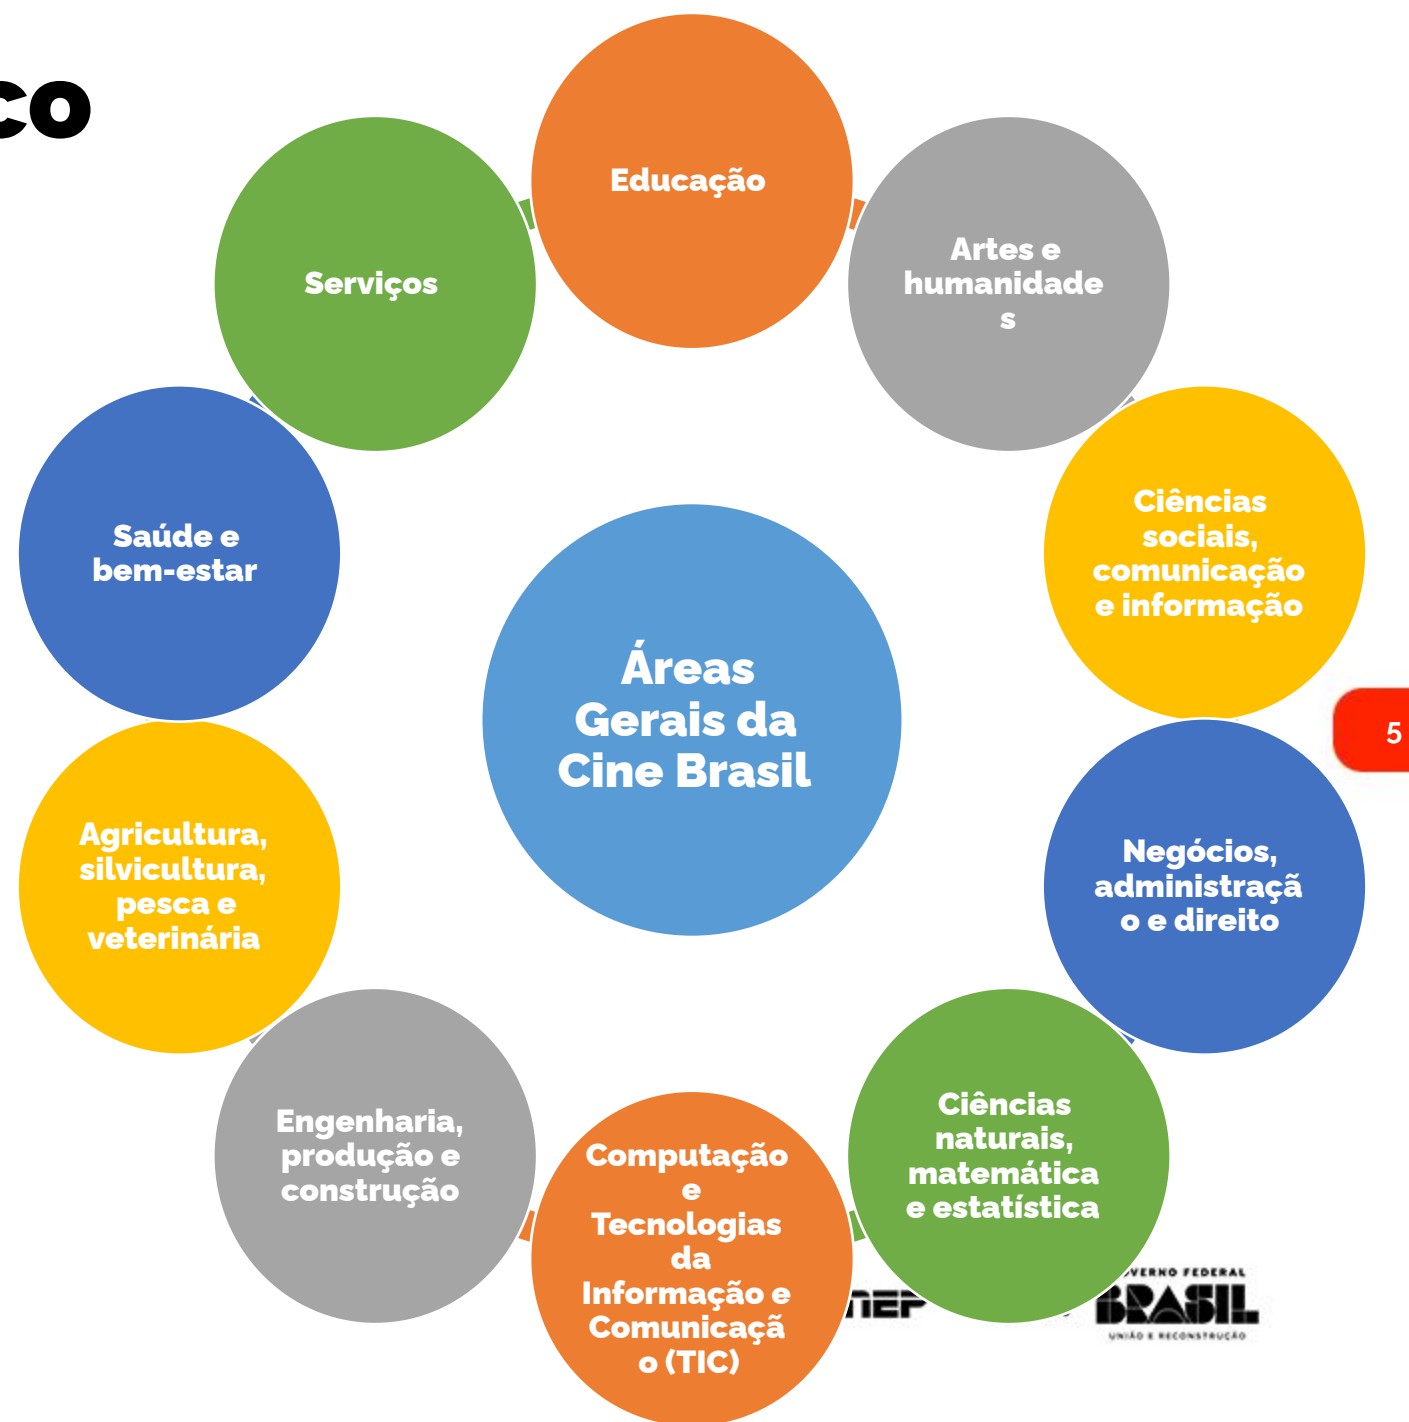 co
Educação
Artes e
humanidade
s
Serviços
Ciências
sociais,
comunicação
e informação
Saúde e
bem-estar
Áreas
Gerais da
Cine Brasil
5
Negócios,
administraçã
o e direito
Agricultura,
silvicultura,
pesca e
veterinária
Ciências
naturais,
matemática
e estatística
Engenharia,
produção e
construção
Computação
e
Tecnologias
da
Informação e
Comunicaçã
o (TIC)
FEDERAL
BRASIL
UNIÃO E RECONSTRUÇÃO